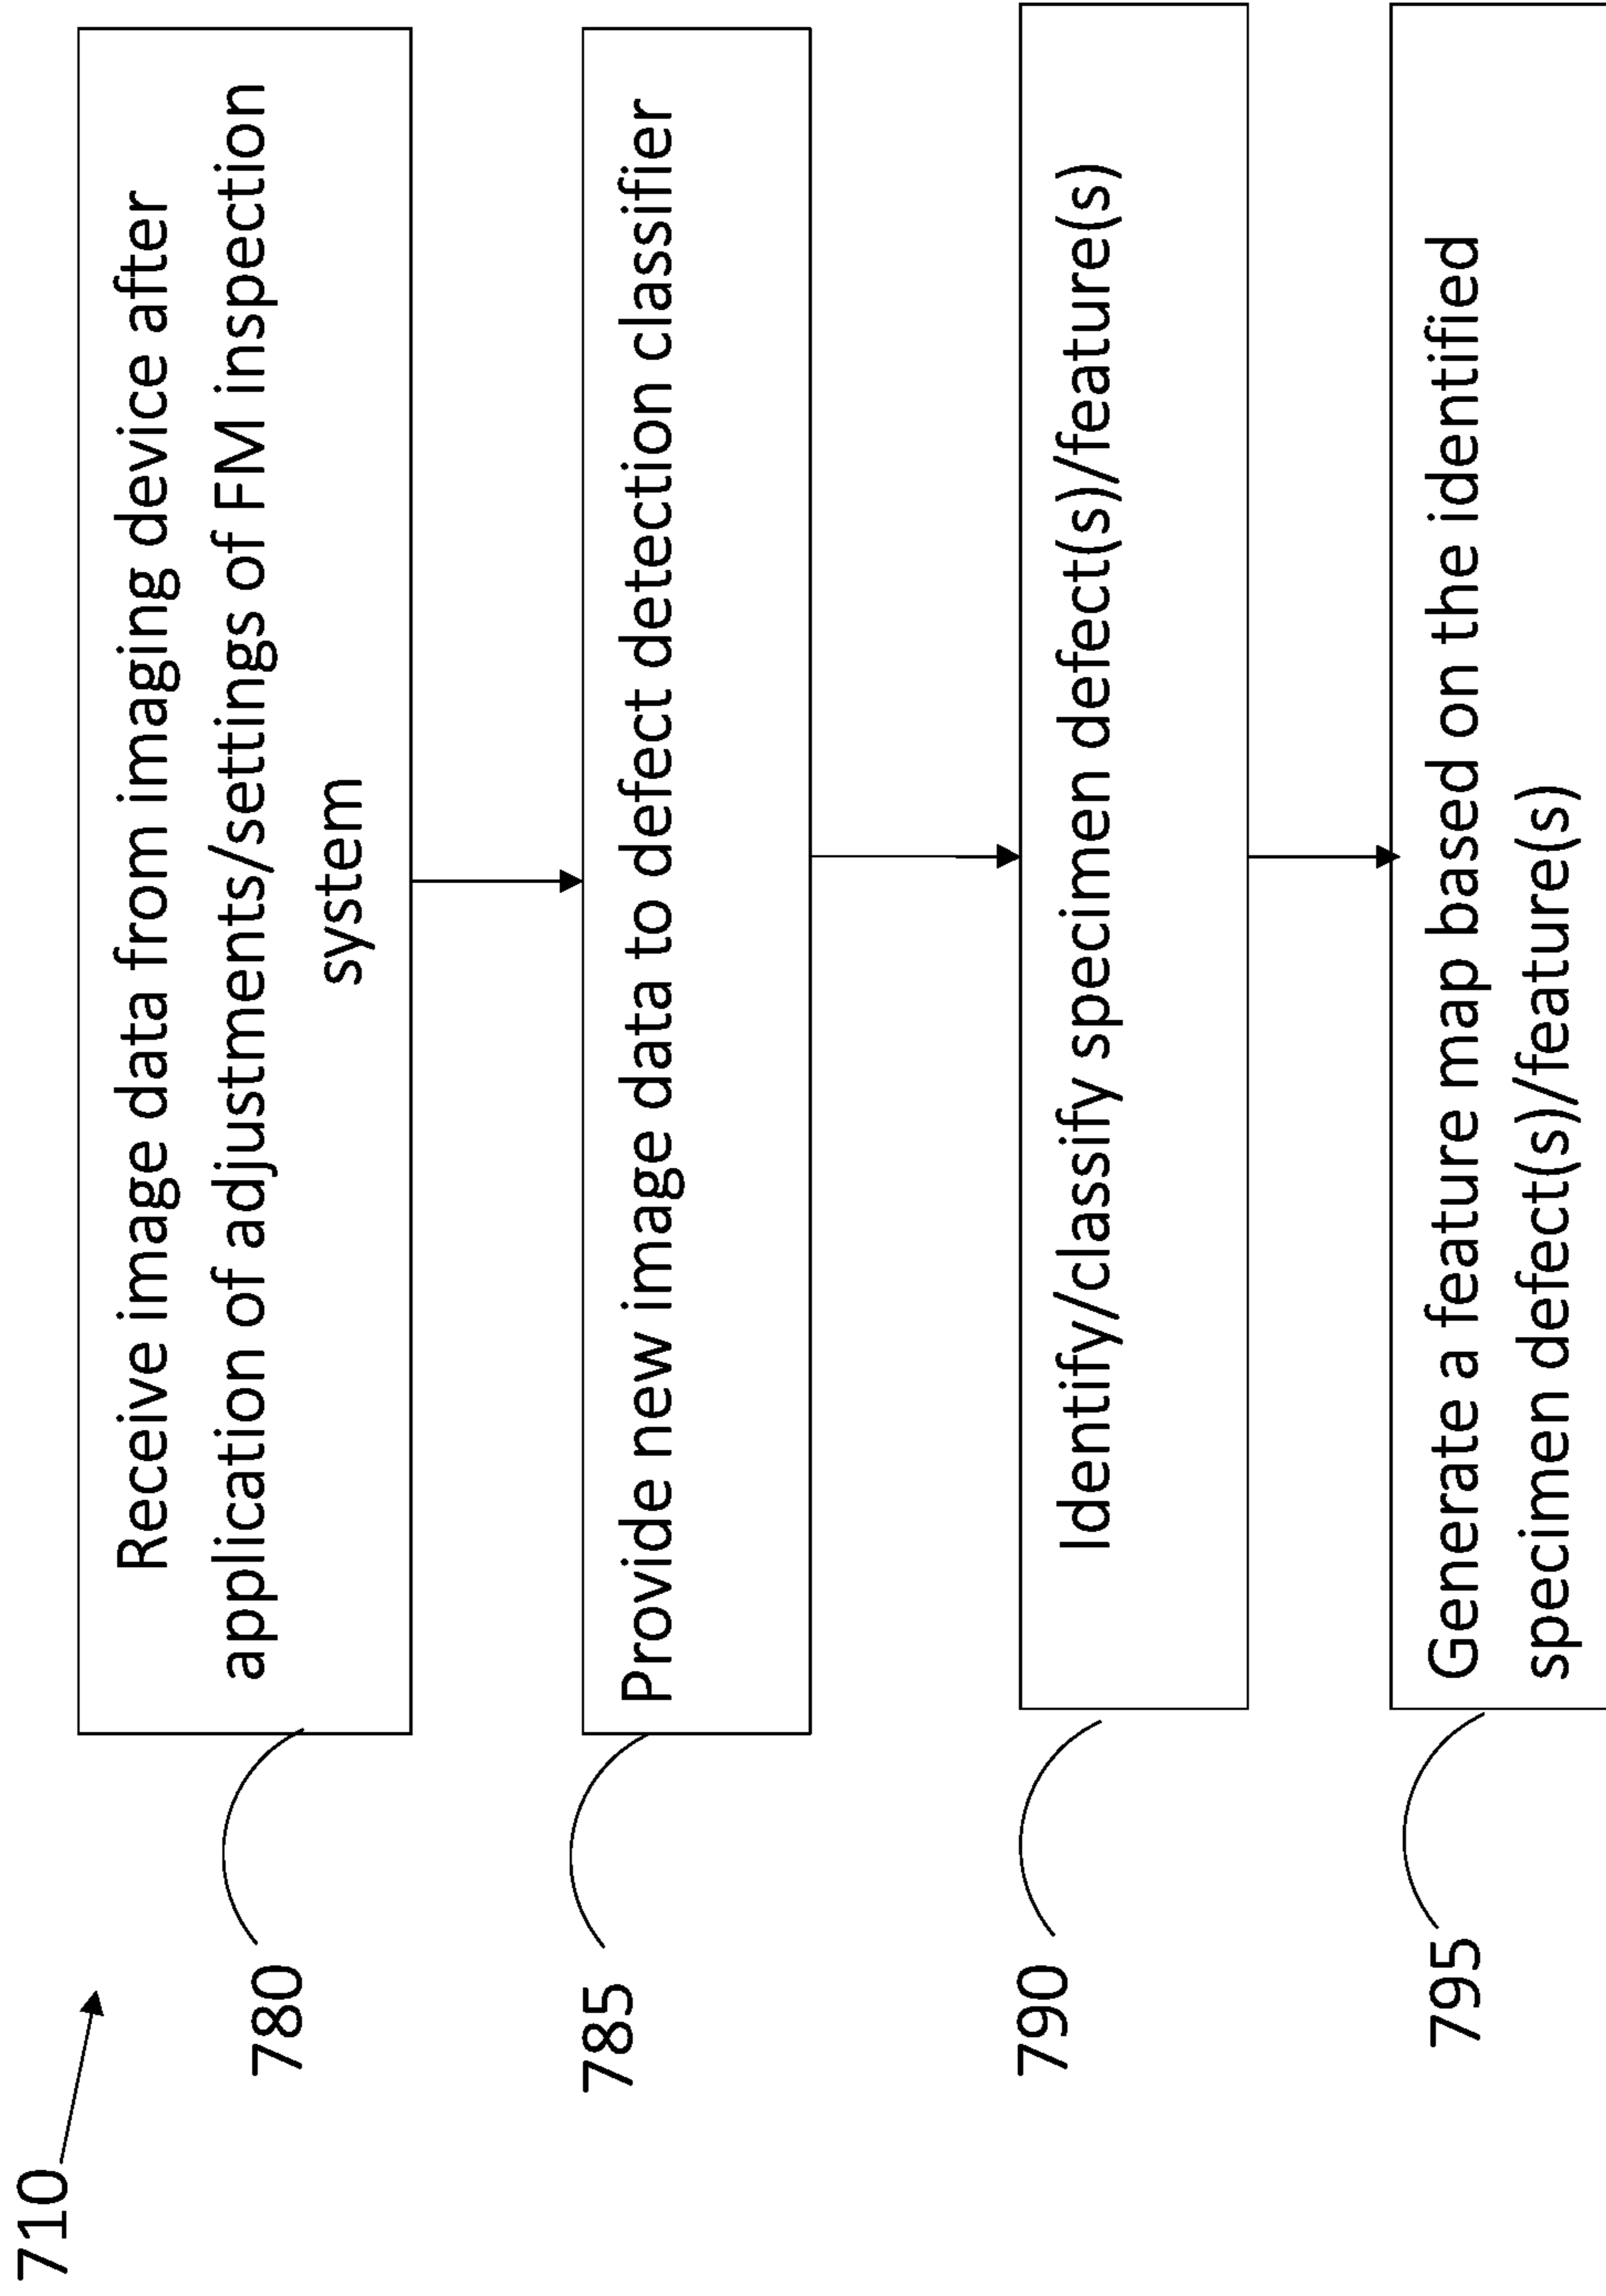 710
780
Receive image data from imaging device after
application of adjustments/settings of FM inspection
system
785
Provide new image data to defect detection classifier
790
Identify/classify specimen defect(s)/feature(s)
795
Generate a feature map based on the identified
specimen defect(s)/feature(s)